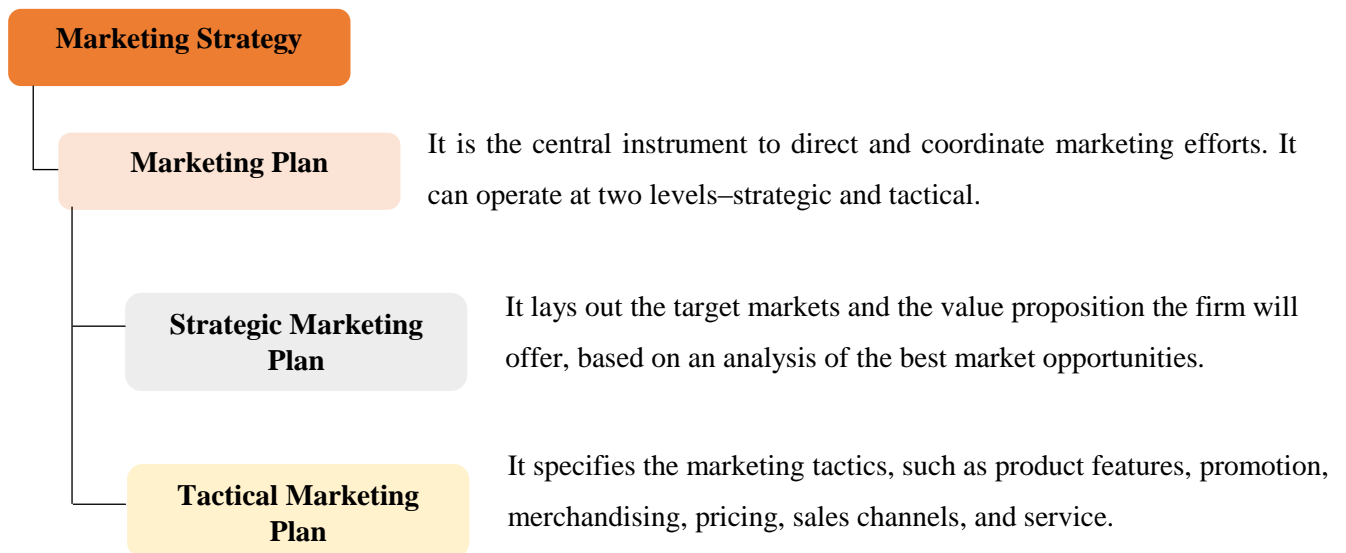 Marketing Strategy
Marketing Plan
It is the central instrument to direct and coordinate marketing efforts. It
can operate at two levels–strategic and tactical.
Strategic Marketing
Plan
It lays out the target markets and the value proposition the firm will
offer, based on an analysis of the best market opportunities.
Tactical Marketing
Plan
It specifies the marketing tactics, such as product features, promotion,
merchandising, pricing, sales channels, and service.